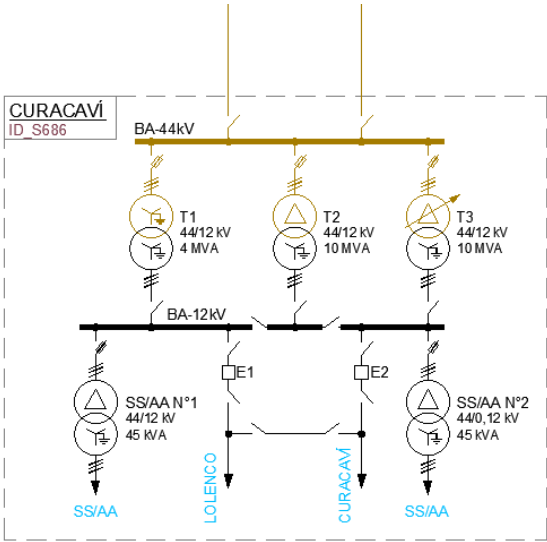 CURACAVÍ
ID_S686
BA-44kV
T1
44/12 kV
4 MVA
T2
44/12 kV
10 MVA
T3
44/12 kV
10 MVA
BA-12kV
E1
E2
SS/AA N°1
44/12 kV
45 kVA
SS/AA N°2
44/0,12 kV
45 kVA
SS/AA
LOLENCO
CURACAVÍ
SS/AA